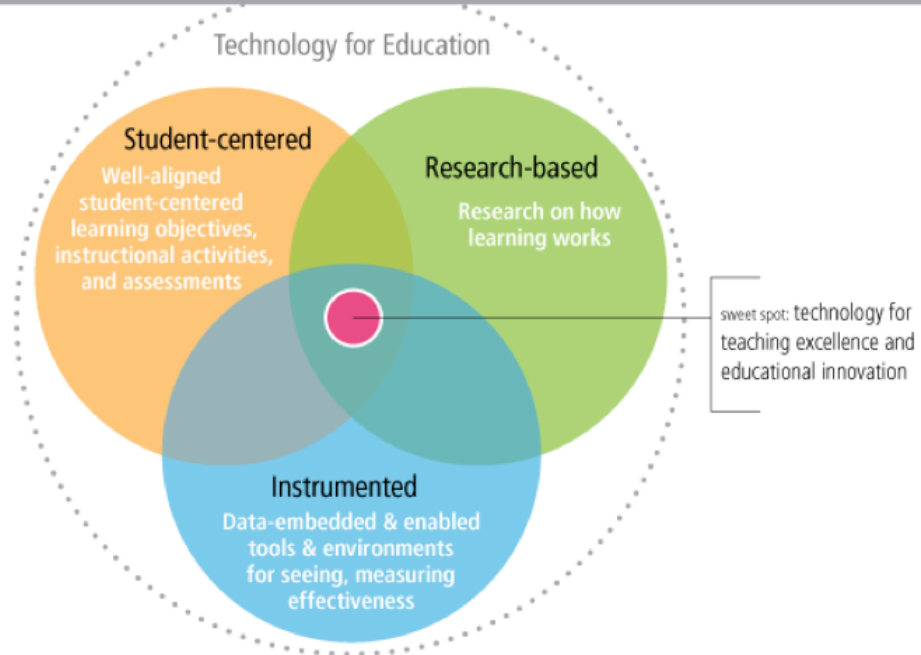 Technology for Education
Student-centered
Well-aligned
student-centered
learning objectives,
instructional activities,
and assessments
Research-based
Research on how
learning works
sweet spot: technology for
teaching excellence and
educational innovation
Instrumented
Data-embedded & enabled
tools & environments
for seeing, measuring
effectiveness